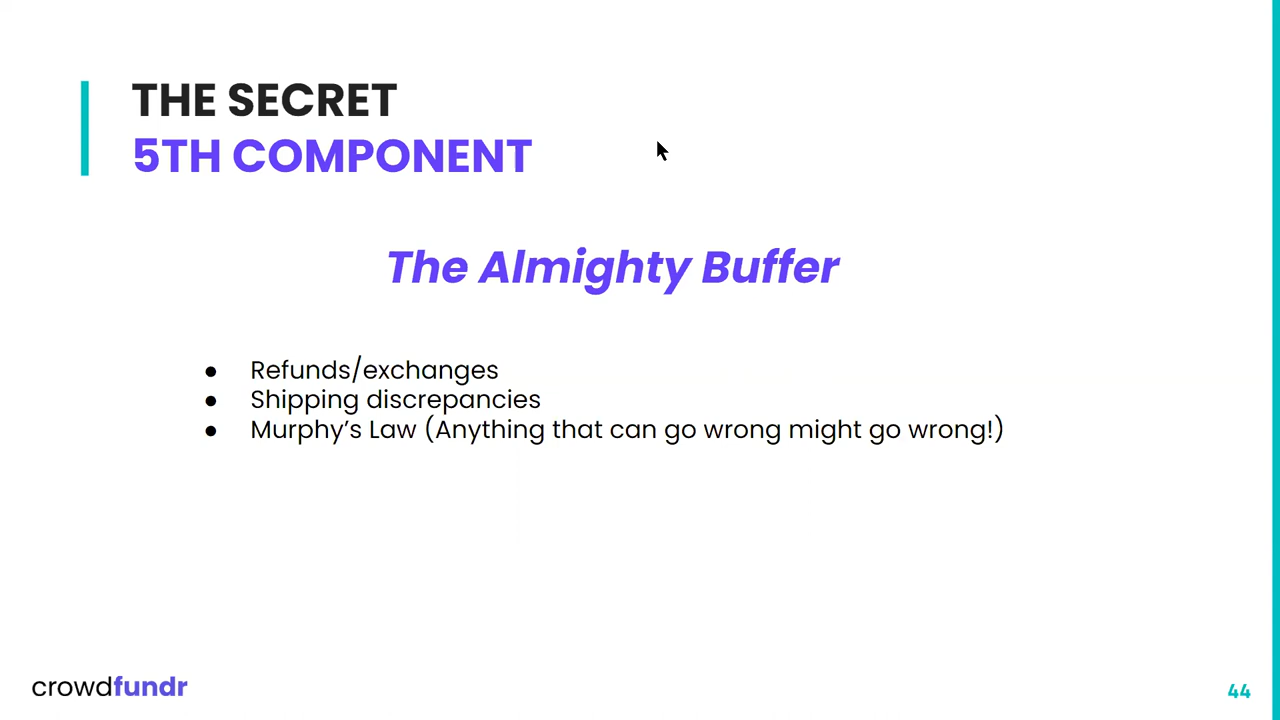 THE SECRET
5TH COMPONENT
The Almighty Buffer
● Refunds/exchanges
● Shipping discrepancies
● Murphy’s Law (Anything that can go wrong might go wrong!)
crowdfundr
44